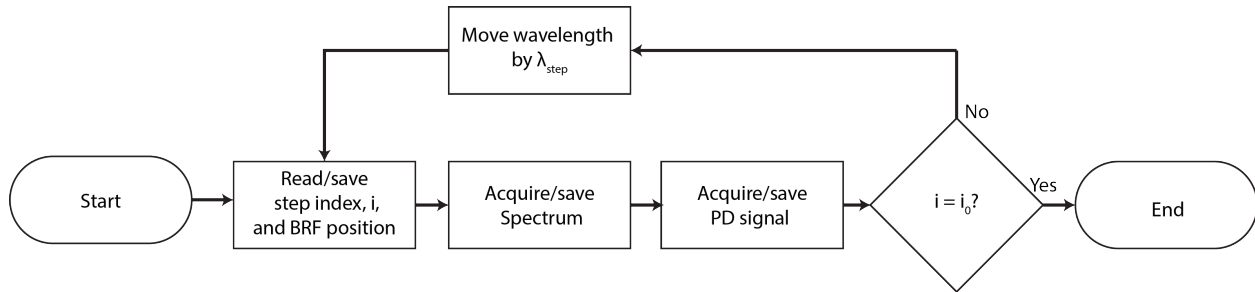 Move wavelength
by λstep
No
Start
Read/save
step index, i,
and BRF position
Acquire/save
Spectrum
Acquire/save
PD signal
i = i0?
Yes
End